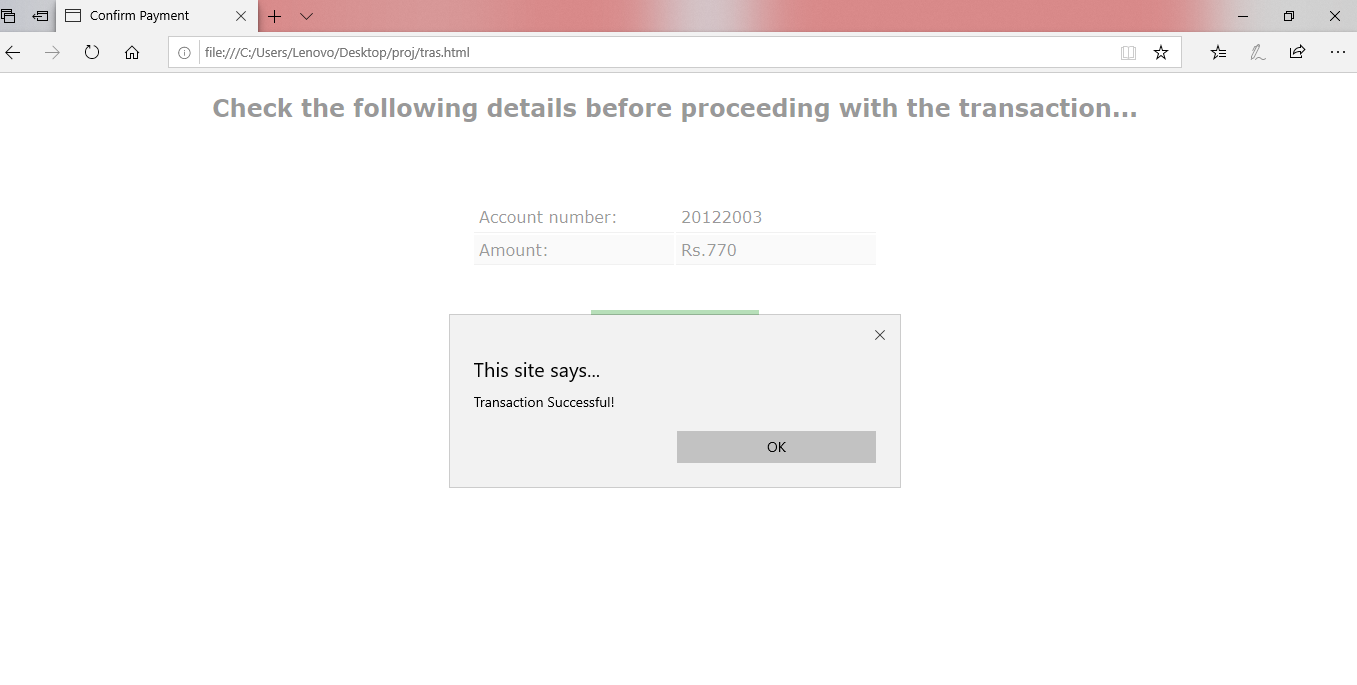 Confirm Payment
file:///C:/Users/Lenovo/Desktop/proj/tras.html
Check the following details before proceeding with the transaction...
Account number: 20122003
Amount: Rs.770
This site says...
Transaction Successful!
OK